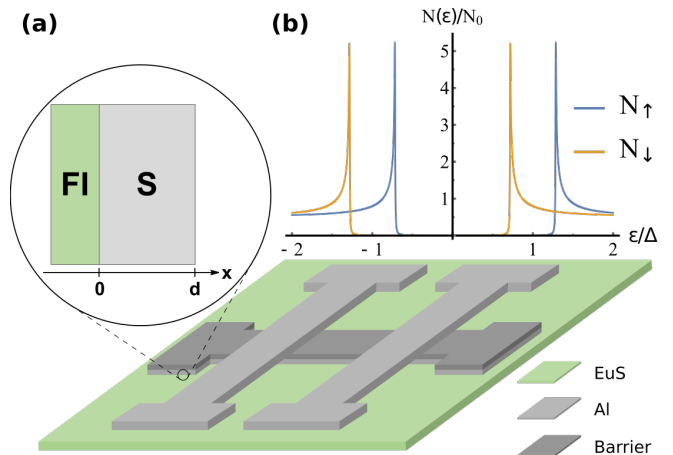 (a)
FI
S
x
0
d
(b)
N(ε)/N₀
5
4
3
2
1
N↑
N↓
- 2
- 1
1
2
ε/Δ
EuS
Al
Barrier